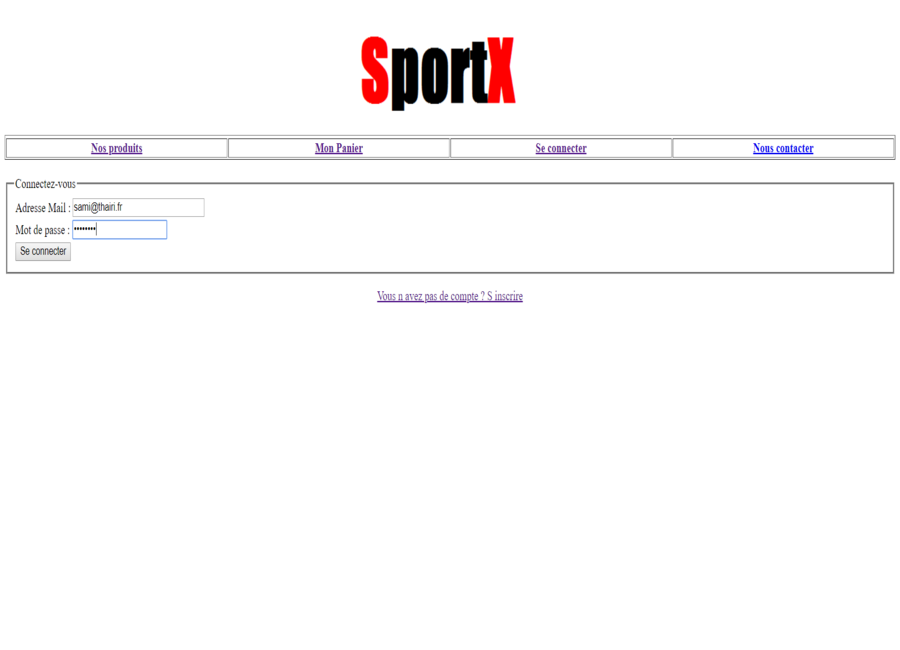 SportX
Nos produits Mon Panier Se connecter Nous contacter
Connectez-vous
Adresse Mail : sami@thairi.fr
Mot de passe : ••••••••
Se connecter
Vous n avez pas de compte ? S inscrire